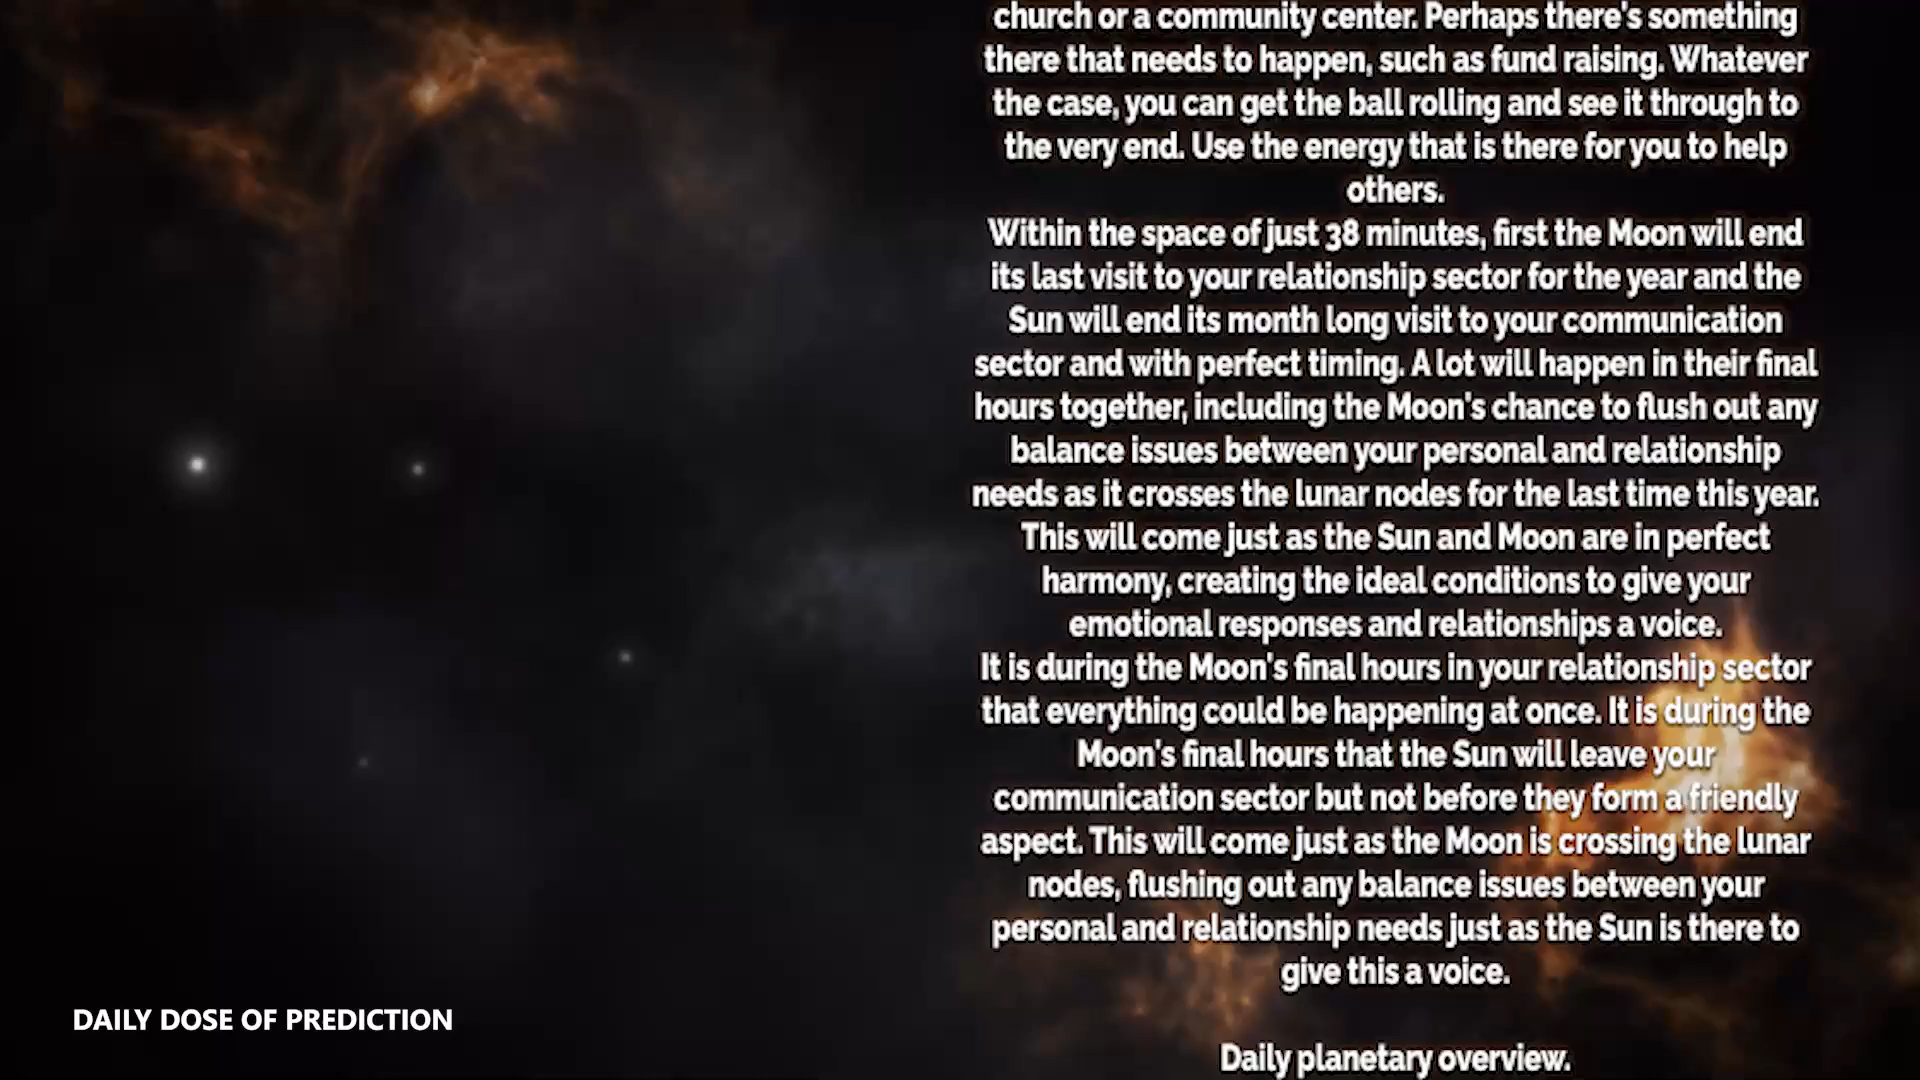 church or a community center. Perhaps there's something
there that needs to happen, such as fund raising. Whatever
the case, you can get the ball rolling and see it through to
the very end. Use the energy that is there for you to help
others.
Within the space of just 38 minutes, first the Moon will end
its last visit to your relationship sector for the year and the
Sun will end its month long visit to your communication
sector and with perfect timing. A lot will happen in their final
hours together, including the Moon's chance to flush out any
balance issues between your personal and relationship
needs as it crosses the lunar nodes for the last time this year.
This will come just as the Sun and Moon are in perfect
harmony, creating the ideal conditions to give your
emotional responses and relationships a voice.
It is during the Moon's final hours in your relationship sector
that everything could be happening at once. It is during the
Moon's final hours that the Sun will leave your
communication sector but not before they form a friendly
aspect. This will come just as the Moon is crossing the lunar
nodes, flushing out any balance issues between your
personal and relationship needs just as the Sun is there to
give this a voice.
Daily planetary overview.
DAILY DOSE OF PREDICTION